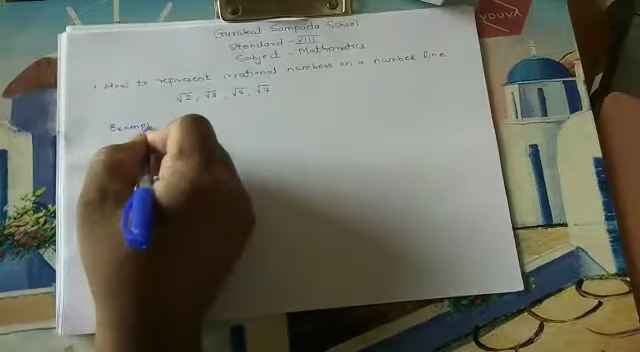 Gurukul Sampada School
Standard - VIII
Subject - Mathematics
• How to represent irrational numbers on a number line
√2, √3, √5, √7
Exampl
YOUVA